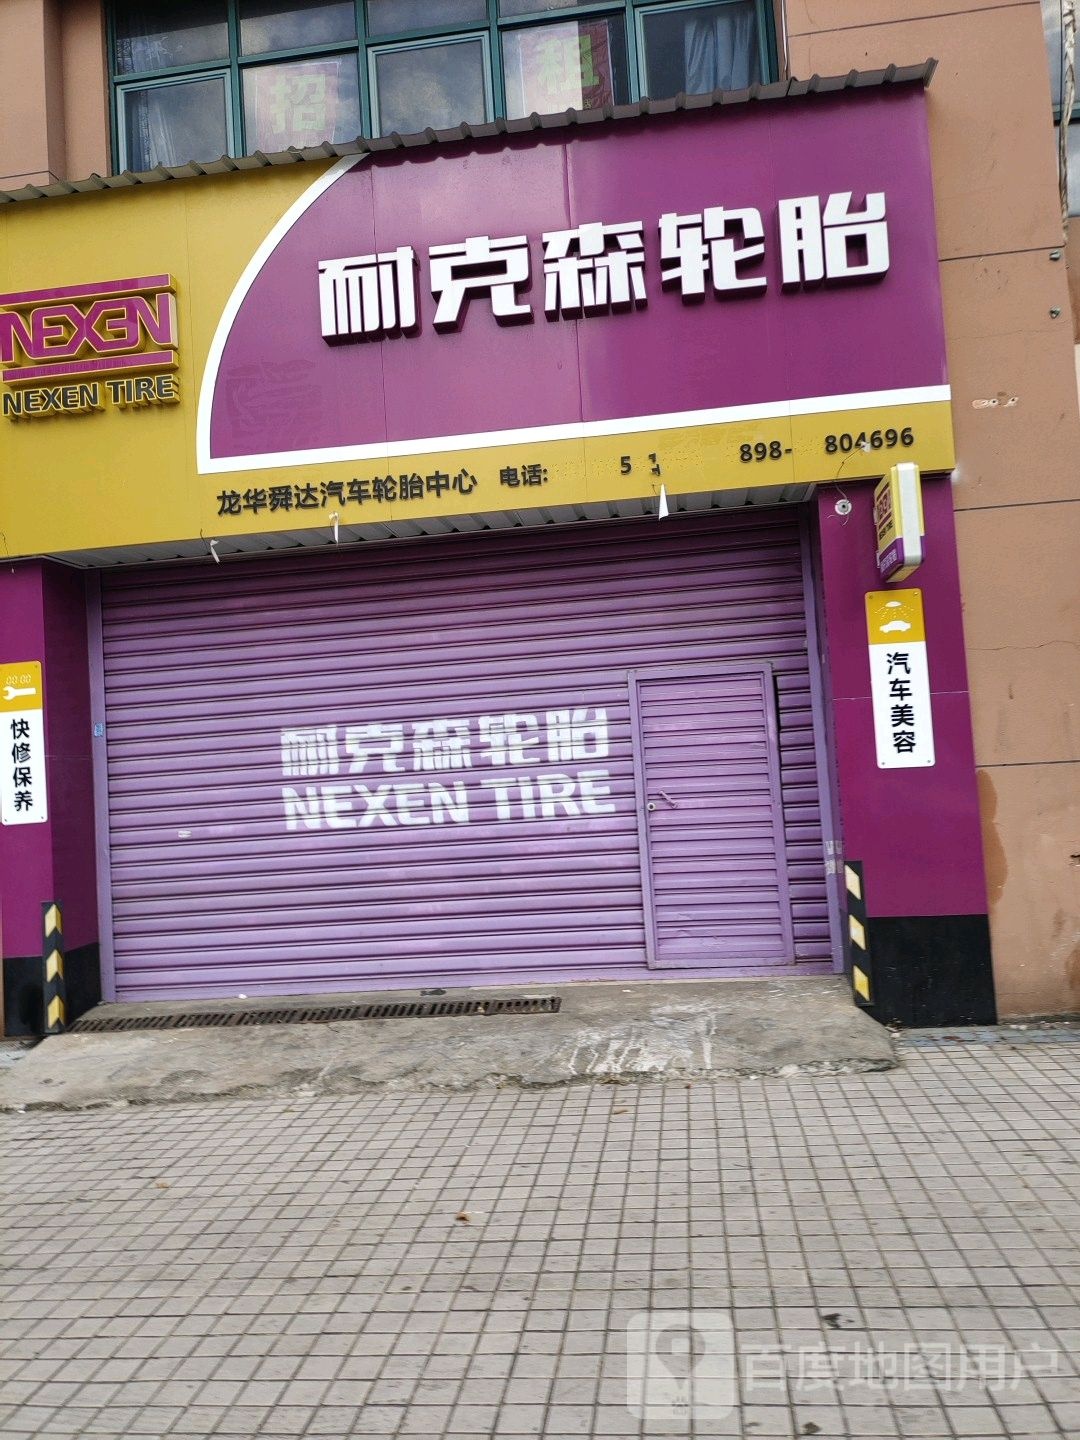 招 租
耐克森轮胎
NEXEN
NEXEN TIRE
龙华舜达汽车轮胎中心 电话: 5 1 898- 804696
快修保养
汽车美容
耐克森轮胎
NEXEN TIRE
百度地图用户